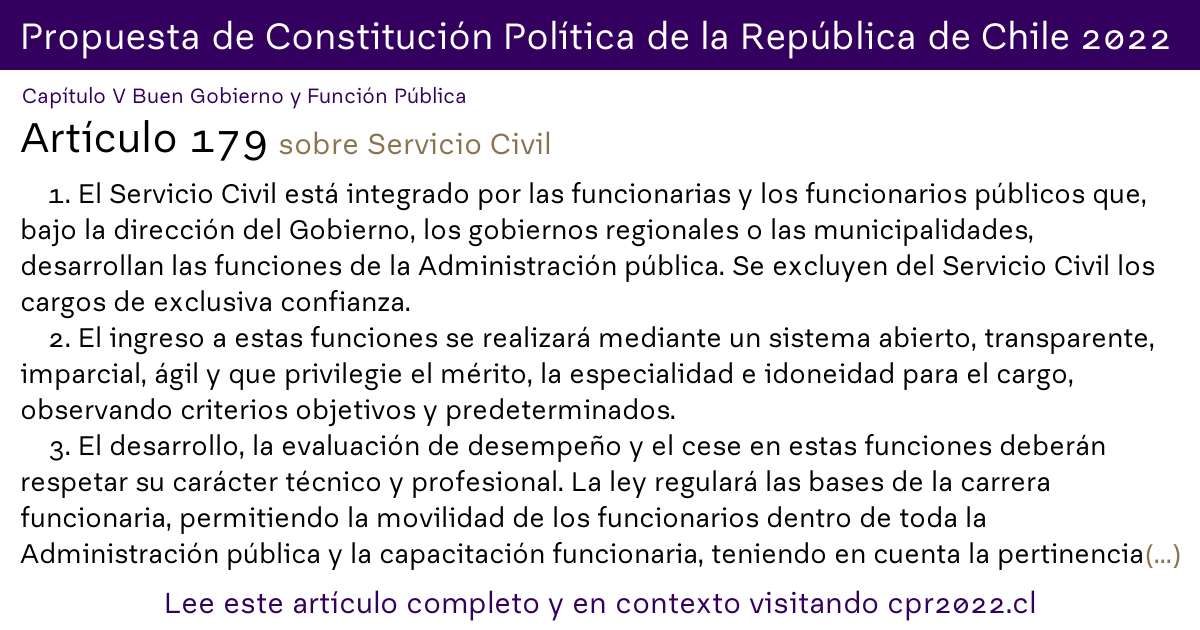 Propuesta de Constitución Política de la República de Chile 2022
Capítulo V Buen Gobierno y Función Pública
Artículo 179 sobre Servicio Civil
1. El Servicio Civil está integrado por las funcionarias y los funcionarios públicos que,
bajo la dirección del Gobierno, los gobiernos regionales o las municipalidades,
desarrollan las funciones de la Administración pública. Se excluyen del Servicio Civil los
cargos de exclusiva confianza.
2. El ingreso a estas funciones se realizará mediante un sistema abierto, transparente,
imparcial, ágil y que privilegie el mérito, la especialidad e idoneidad para el cargo,
observando criterios objetivos y predeterminados.
3. El desarrollo, la evaluación de desempeño y el cese en estas funciones deberán
respetar su carácter técnico y profesional. La ley regulará las bases de la carrera
funcionaria, permitiendo la movilidad de los funcionarios dentro de toda la
Administración pública y la capacitación funcionaria, teniendo en cuenta la pertinencia(...)
Lee este artículo completo y en contexto visitando cpr2022.cl